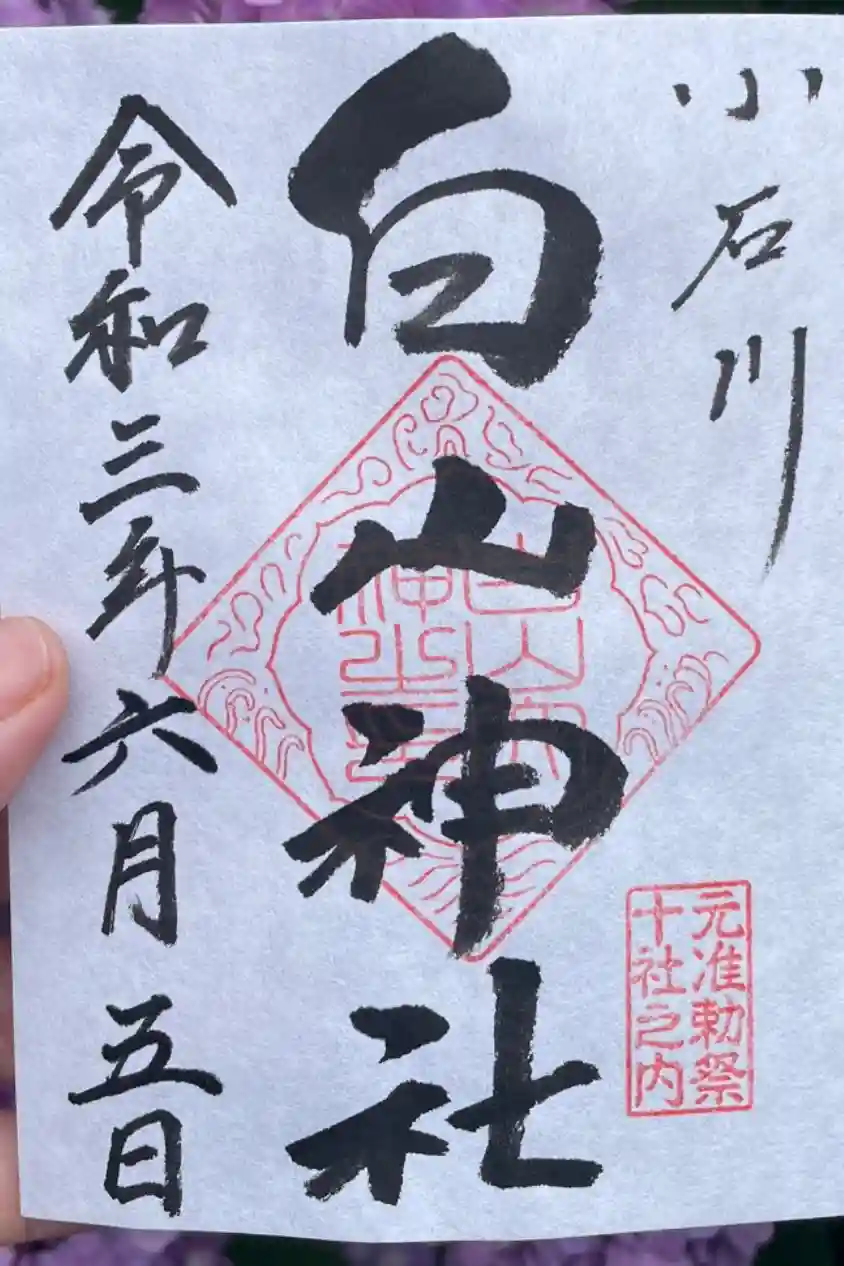 小石川
白山神社
令和三年六月五日
元准勅祭
十社之内